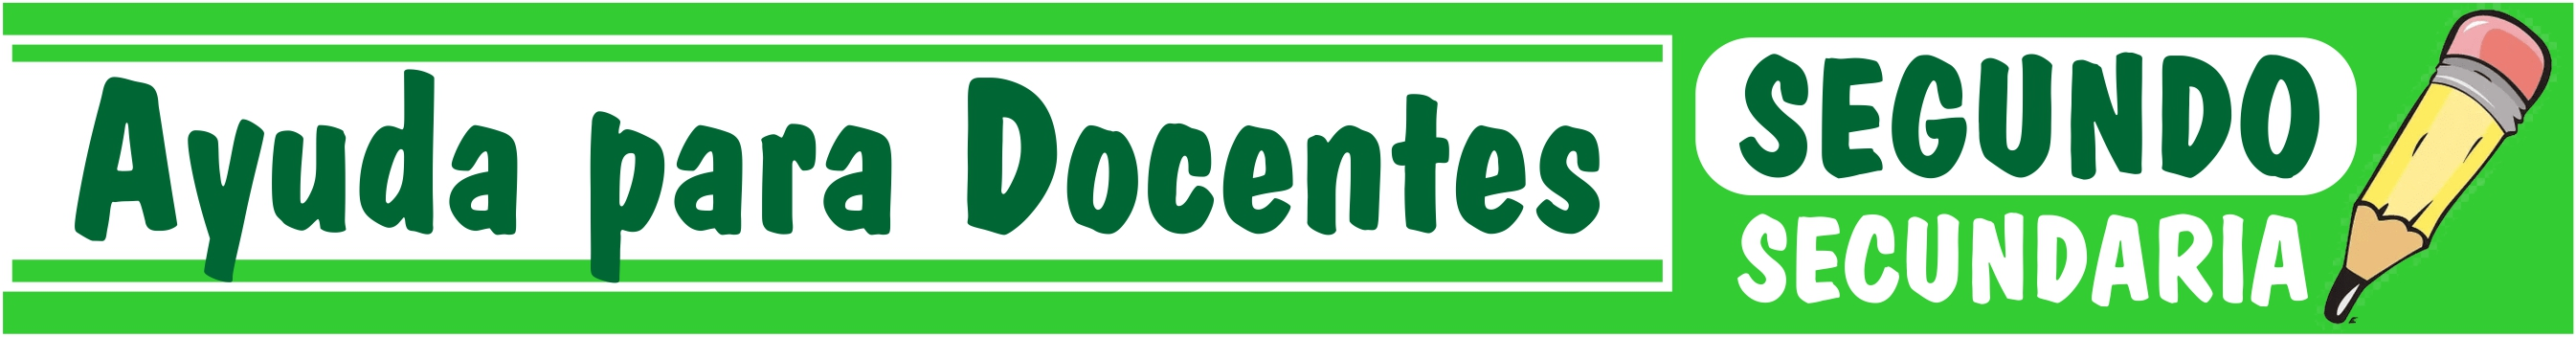 Ayuda para Docentes
SEGUNDO
SECUNDARIA